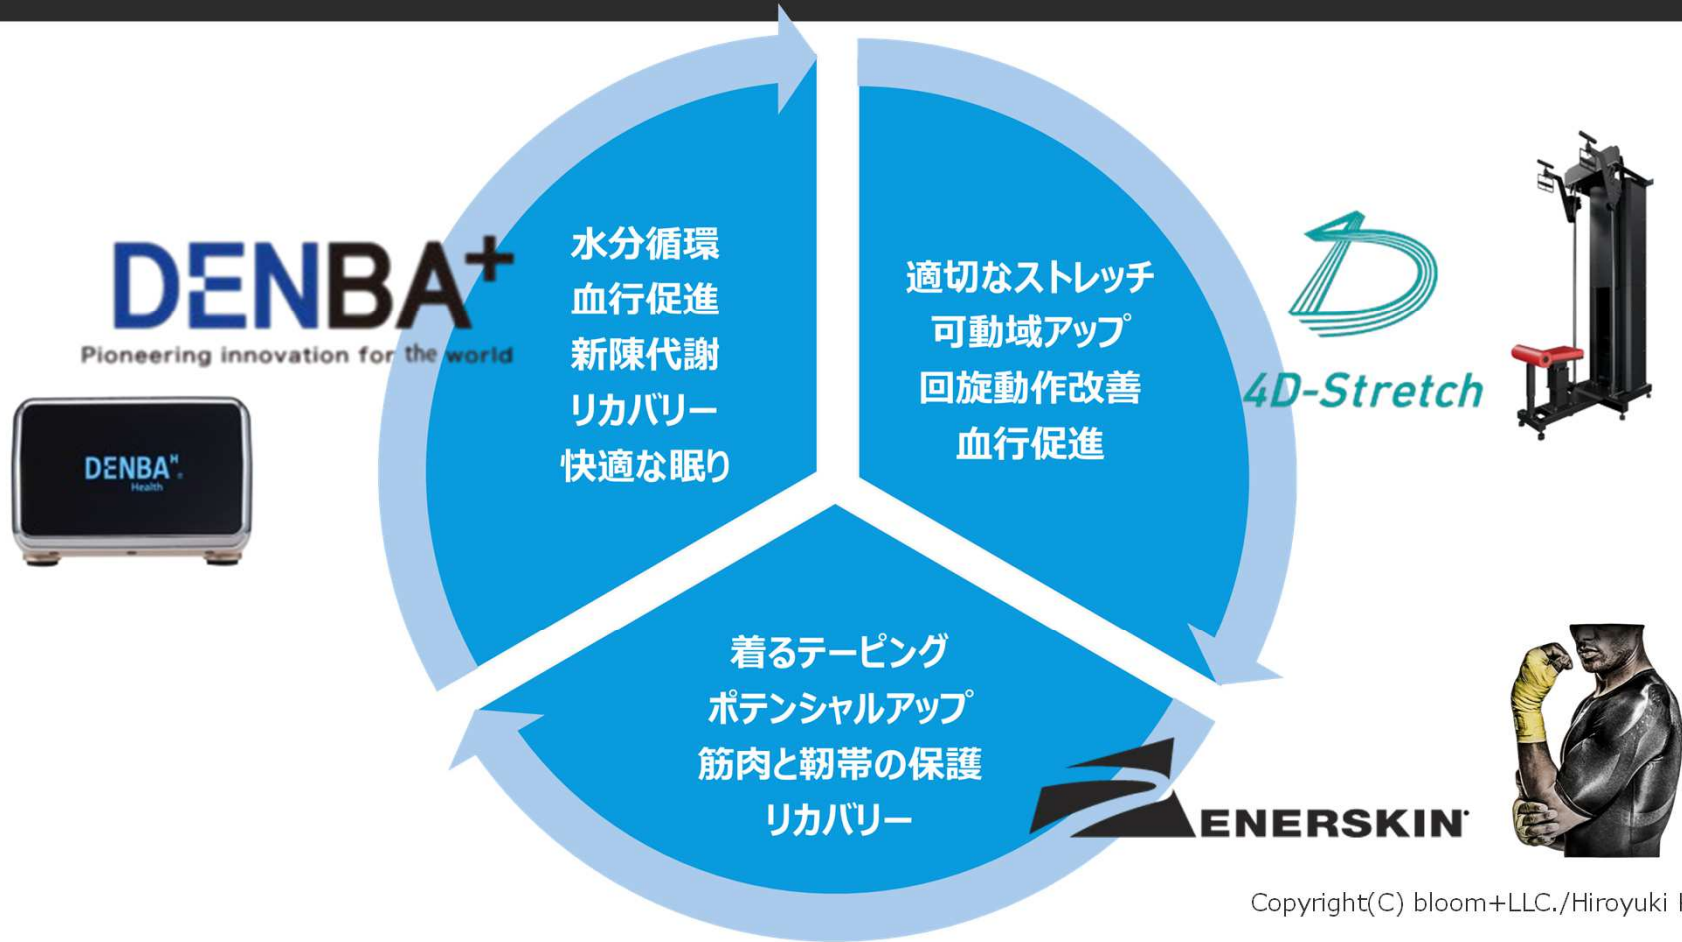 DENBA+
Pioneering innovation for the world
DENBA H
Health
水分循環
血行促進
新陳代謝
リカバリー
快適な眠り
適切なストレッチ
可動域アップ
回旋動作改善
血行促進
4D-Stretch
着るテーピング
ポテンシャルアップ
筋肉と靭帯の保護
リカバリー
ENERSKIN
Copyright(C) bloom+LLC./Hiroyuki